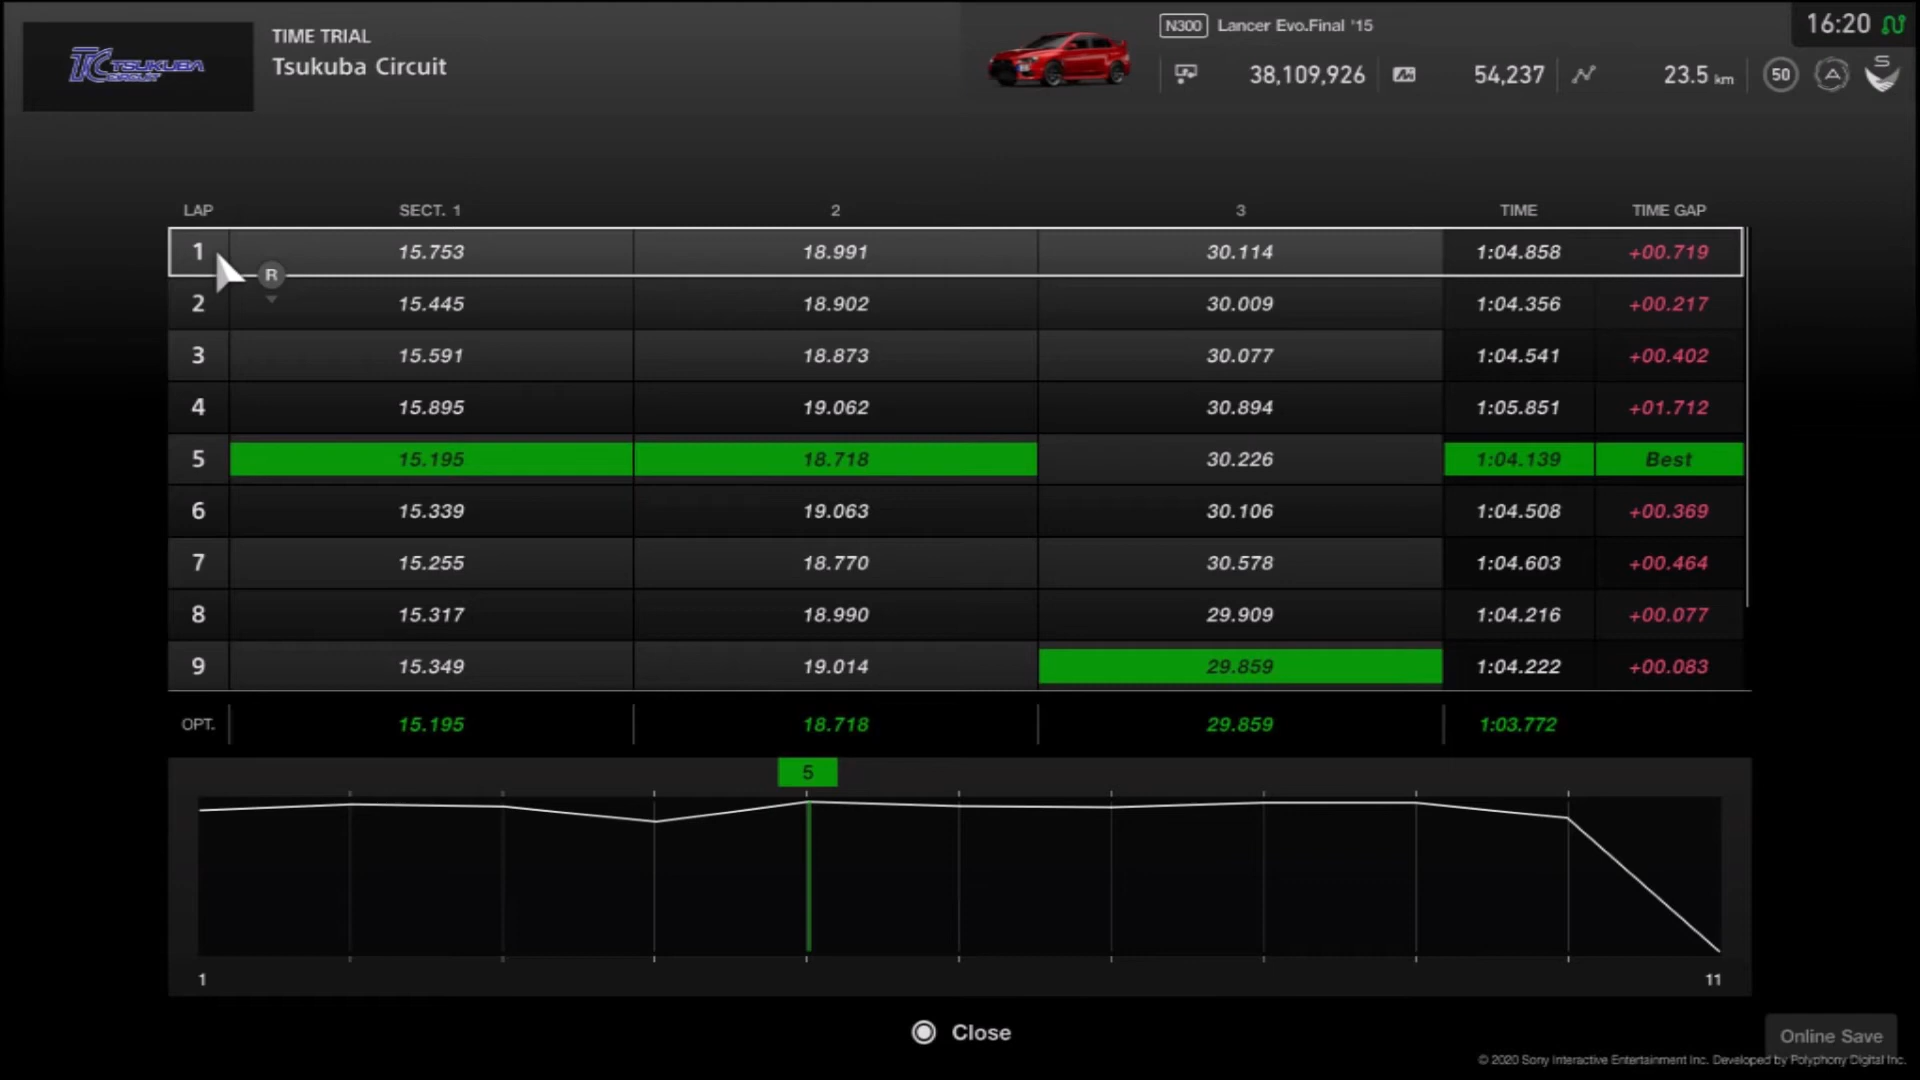 TC TSUKUBA CIRCUIT
TIME TRIAL
Tsukuba Circuit
N300 Lancer Evo.Final '15
38,109,926 54,237 23.5 km 50 A S
16:20
LAP SECT. 1 2 3 TIME TIME GAP
1 15.753 18.991 30.114 1:04.858 +00.719
R
2 15.445 18.902 30.009 1:04.356 +00.217
3 15.591 18.873 30.077 1:04.541 +00.402
4 15.895 19.062 30.894 1:05.851 +01.712
5 15.195 18.718 30.226 1:04.139 Best
6 15.339 19.063 30.106 1:04.508 +00.369
7 15.255 18.770 30.578 1:04.603 +00.464
8 15.317 18.990 29.909 1:04.216 +00.077
9 15.349 19.014 29.859 1:04.222 +00.083
OPT. 15.195 18.718 29.859 1:03.772
5
1 11
Close
Online Save
© 2020 Sony Interactive Entertainment Inc. Developed by Polyphony Digital Inc.